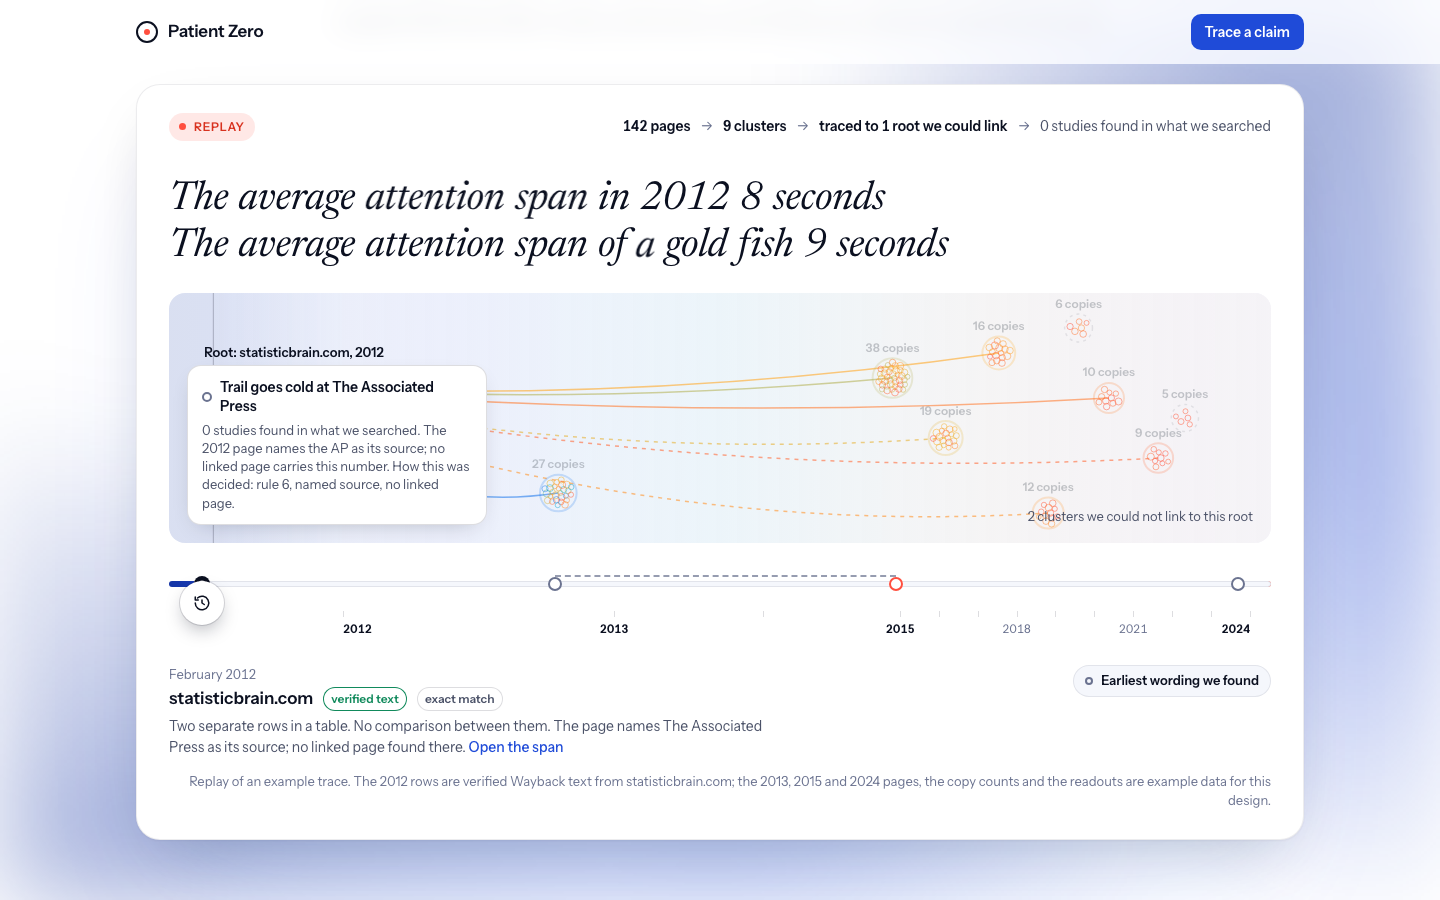 Patient Zero
Trace a claim
REPLAY
142 pages → 9 clusters → traced to 1 root we could link → 0 studies found in what we searched
The average attention span in 2012 8 seconds
The average attention span of a gold fish 9 seconds
6 copies
16 copies
38 copies
Root: statisticbrain.com, 2012
10 copies
5 copies
19 copies
9 copies
27 copies
12 copies
Trail goes cold at The Associated
Press
0 studies found in what we searched. The
2012 page names the AP as its source; no
linked page carries this number. How this was
decided: rule 6, named source, no linked
page.
2 clusters we could not link to this root
2012
2013
2015
2018
2021
2024
February 2012
statisticbrain.com verified text exact match
Earliest wording we found
Two separate rows in a table. No comparison between them. The page names The Associated
Press as its source; no linked page found there. Open the span
Replay of an example trace. The 2012 rows are verified Wayback text from statisticbrain.com; the 2013, 2015 and 2024 pages, the copy counts and the readouts are example data for this
design.